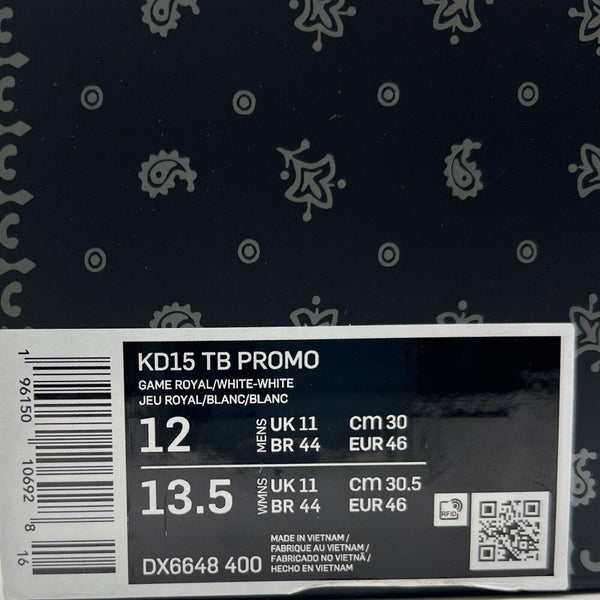 KD15 TB PROMO
GAME ROYAL/WHITE-WHITE
JEU ROYAL/BLANC/BLANC
12 MENS UK 11 cm 30
BR 44 EUR 46
13.5 WMNS UK 11 cm 30.5
BR 44 EUR 46
RFID
DX6648 400
MADE IN VIETNAM/
FABRIQUE AU VIETNAM/
FABRICADO NO VIETNÃ/
HECHO EN VIETNAM
1 96150 10692 8 16